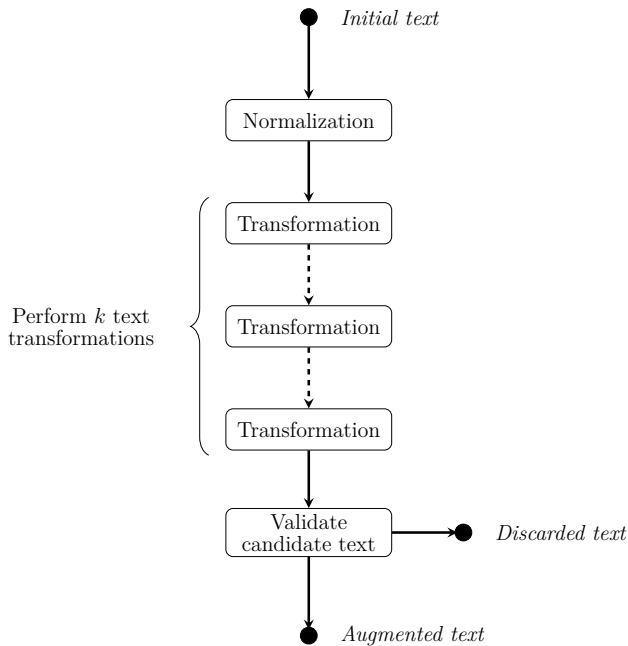 Initial text
Normalization
Transformation
Perform k text
transformations
Transformation
Transformation
Validate
candidate text
Discarded text
Augmented text